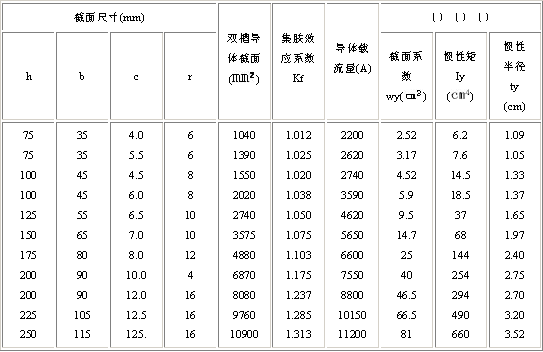 截面尺寸(mm) 双槽导体截面(mm²) 集肤效应系数Kf 导体载流量(A) [] [] []
h b c r 截面系数wy(cm³) 惯性矩Iy(cm⁴) 惯性半径ty(cm)
75 35 4.0 6 1040 1.012 2200 2.52 6.2 1.09
75 35 5.5 6 1390 1.025 2620 3.17 7.6 1.05
100 45 4.5 8 1550 1.020 2740 4.52 14.5 1.33
100 45 6.0 8 2020 1.038 3590 5.9 18.5 1.37
125 55 6.5 10 2740 1.050 4620 9.5 37 1.65
150 65 7.0 10 3575 1.075 5650 14.7 68 1.97
175 80 8.0 12 4880 1.103 6600 25 144 2.40
200 90 10.0 4 6870 1.175 7550 40 254 2.75
200 90 12.0 16 8080 1.237 8800 46.5 294 2.70
225 105 12.5 16 9760 1.285 10150 66.5 490 3.20
250 115 125. 16 10900 1.313 11200 81 660 3.52